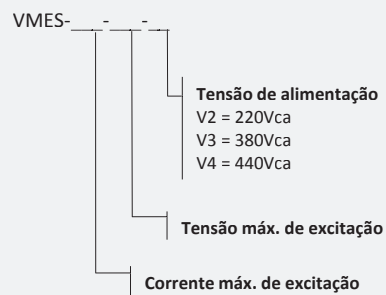 VMES-___-___-__
Tensão de alimentação
V2 = 220Vca
V3 = 380Vca
V4 = 440Vca
Tensão máx. de excitação
Corrente máx. de excitação